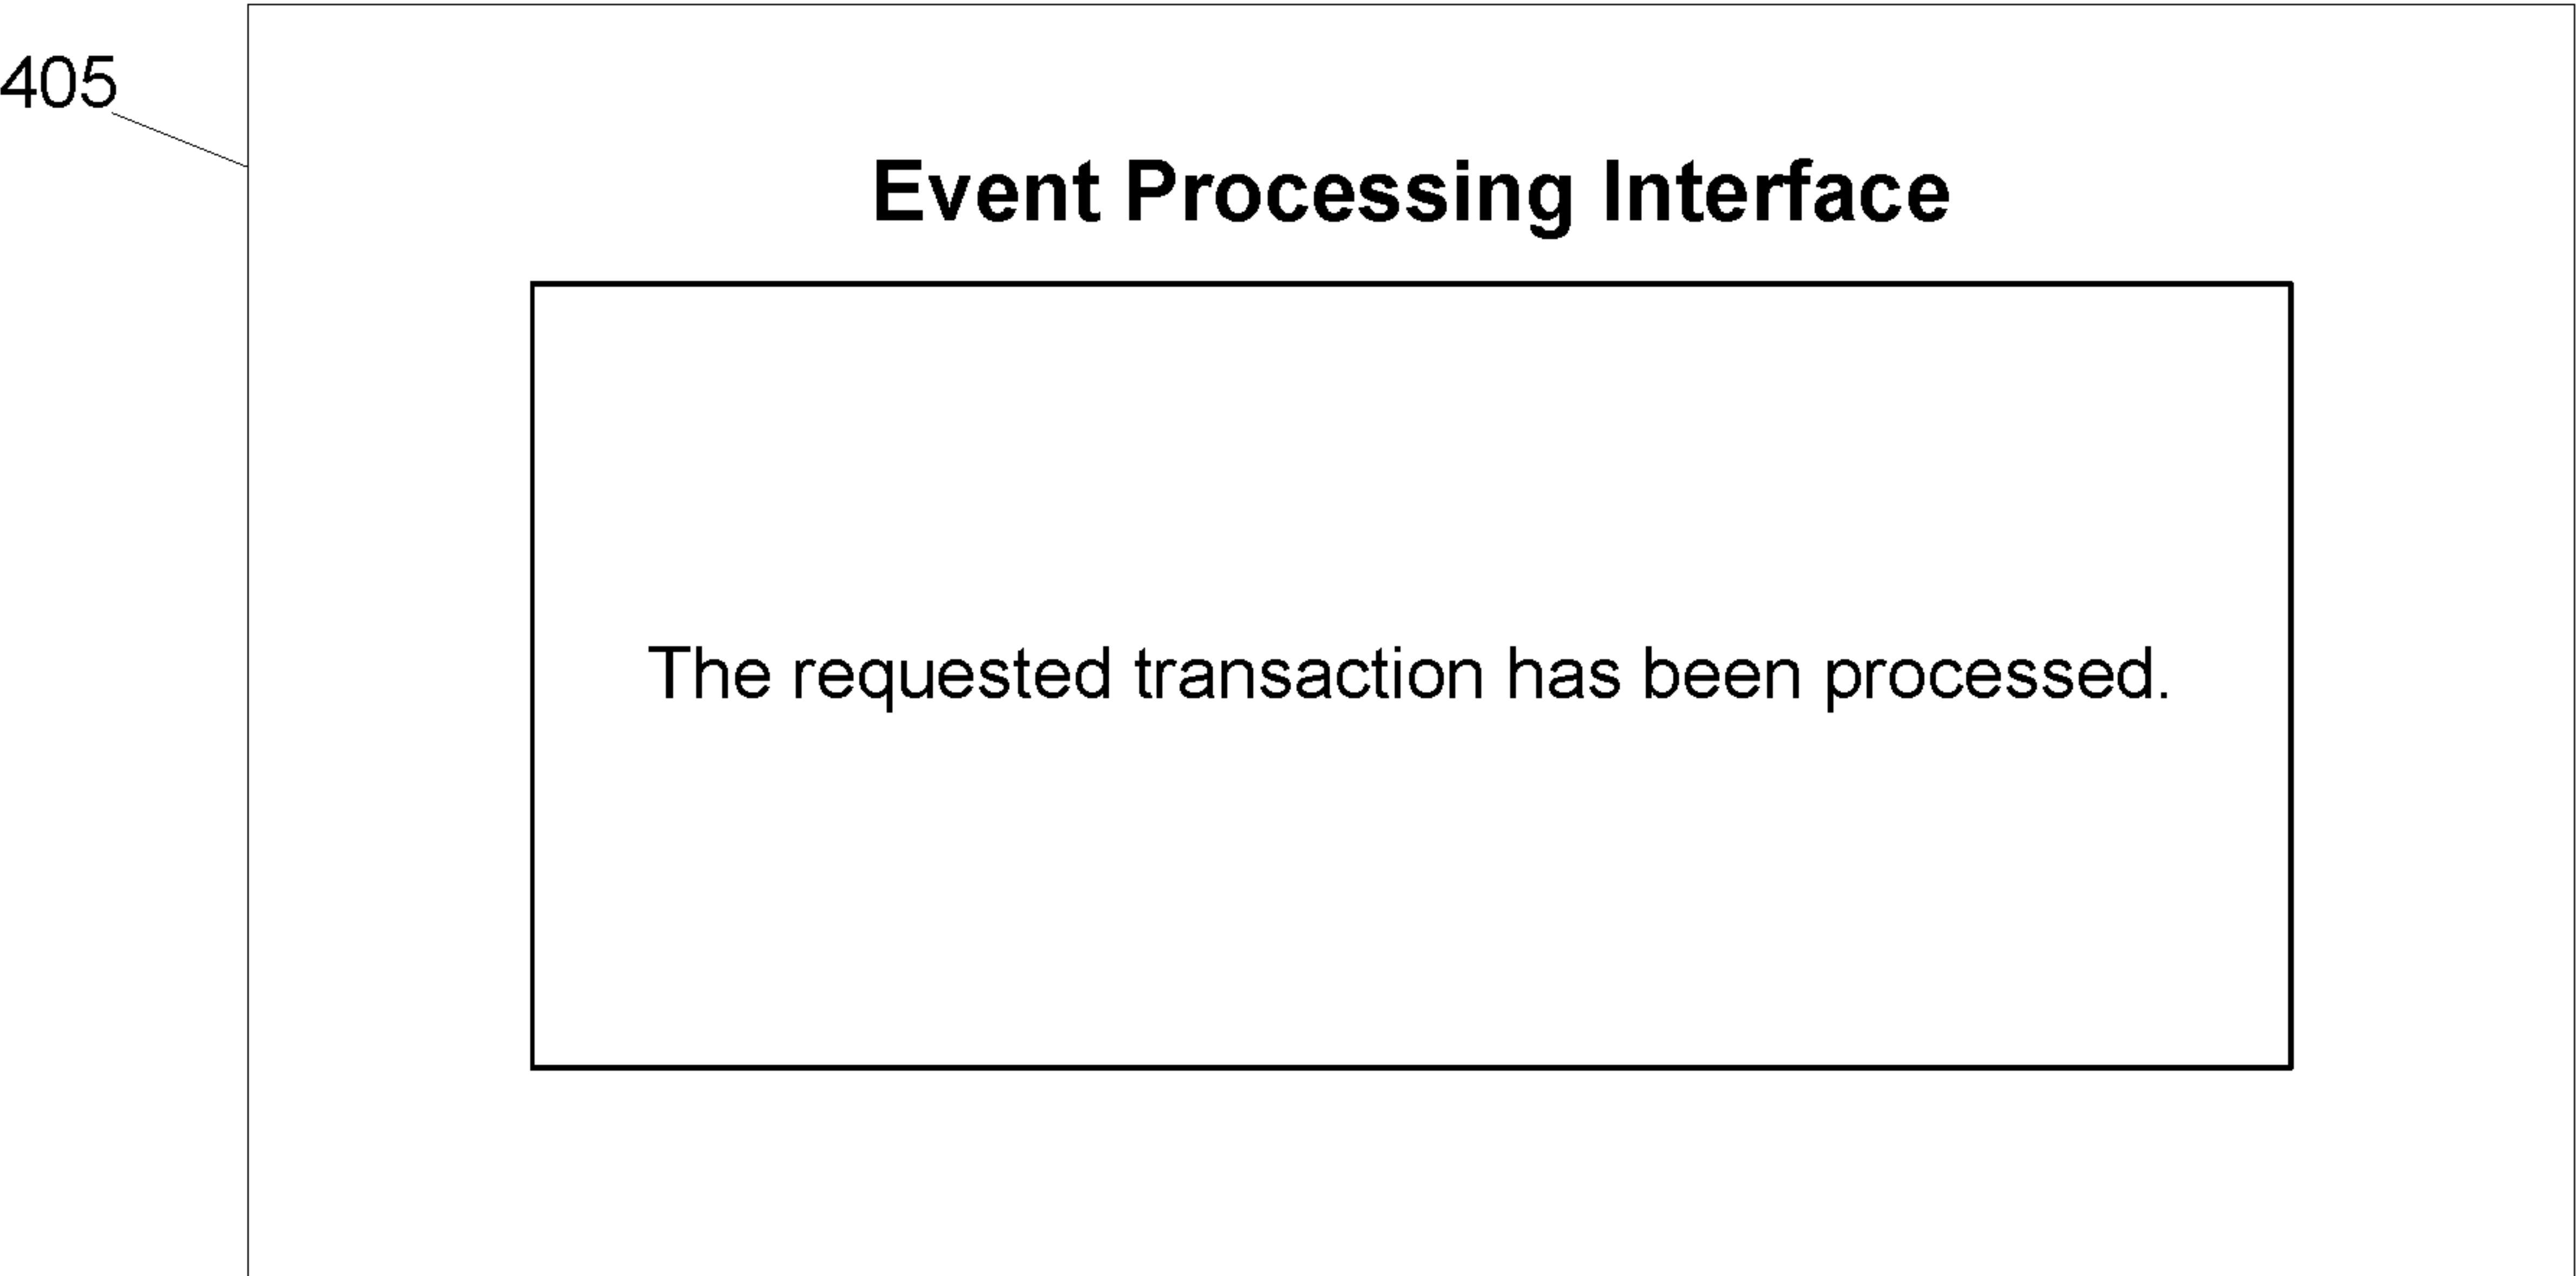 405
Event Processing Interface
The requested transaction has been processed.